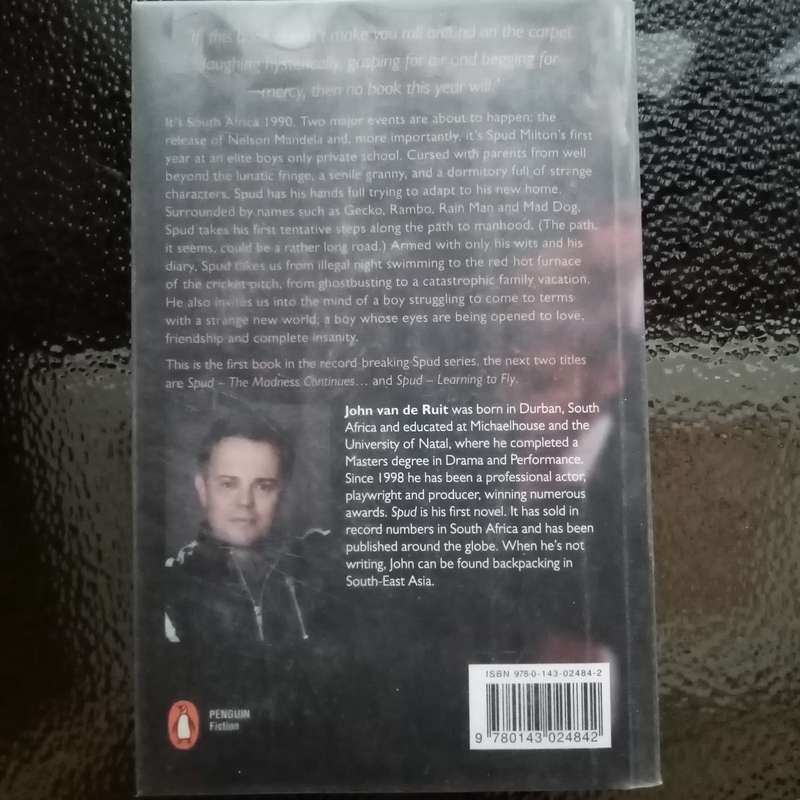 'If this book doesn't make you roll around on the carpet
laughing hysterically, gasping for air and begging for
mercy, then no book this year will.'
It's South Africa 1990. Two major events are about to happen: the
release of Nelson Mandela and, more importantly, it's Spud Milton's first
year at an elite boys only private school. Cursed with parents from well
beyond the lunatic fringe, a senile granny, and a dormitory full of strange
characters, Spud has his hands full trying to adapt to his new home.
Surrounded by names such as Gecko, Rambo, Rain Man and Mad Dog,
Spud takes his first tentative steps along the path to manhood. (The path,
it seems, could be a rather long road.) Armed with only his wits and his
diary, Spud takes us from illegal night swimming to the red hot furnace
of the cricket pitch, from ghostbusting to a catastrophic family vacation.
He also invites us into the mind of a boy struggling to come to terms
with a strange new world, a boy whose eyes are being opened to love,
friendship and complete insanity.
This is the first book in the record-breaking Spud series, the next two titles
are Spud – The Madness Continues... and Spud – Learning to Fly.
John van de Ruit was born in Durban, South
Africa and educated at Michaelhouse and the
University of Natal, where he completed a
Masters degree in Drama and Performance.
Since 1998 he has been a professional actor,
playwright and producer, winning numerous
awards. Spud is his first novel. It has sold in
record numbers in South Africa and has been
published around the globe. When he's not
writing, John can be found backpacking in
South-East Asia.
ISBN 978-0-143-02484-2
9 780143 024842
PENGUIN
Fiction